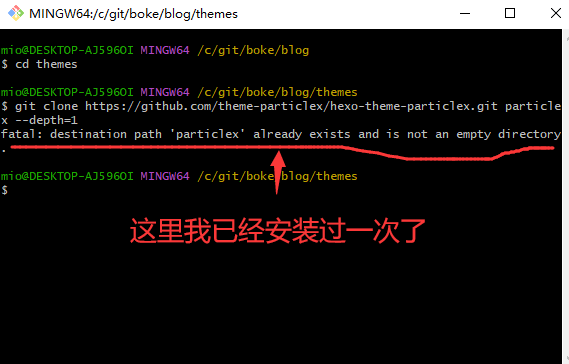 MINGW64:/c/git/boke/blog/themes
mio@DESKTOP-AJ596OI MINGW64 /c/git/boke/blog
$ cd themes
mio@DESKTOP-AJ596OI MINGW64 /c/git/boke/blog/themes
$ git clone https://github.com/theme-particlex/hexo-theme-particlex.git particle
x --depth=1
fatal: destination path 'particlex' already exists and is not an empty directory
.
mio@DESKTOP-AJ596OI MINGW64 /c/git/boke/blog/themes
$
这里我已经安装过一次了